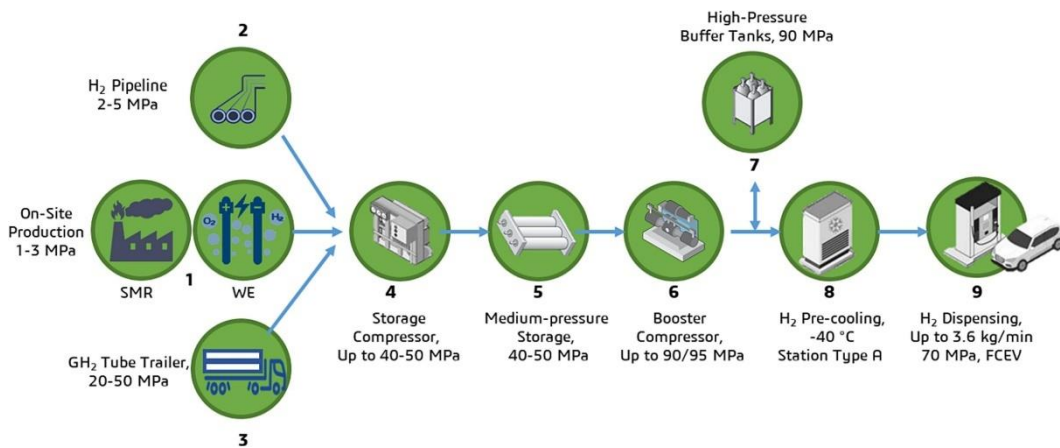 2
H₂ Pipeline
2-5 MPa
High-Pressure
Buffer Tanks, 90 MPa
7
On-Site
Production
1-3 MPa
O₂
+
-
H₂
SMR
1
WE
GH₂ Tube Trailer,
20-50 MPa
3
4
Storage
Compressor,
Up to 40-50 MPa
5
Medium-pressure
Storage,
40-50 MPa
6
Booster
Compressor,
Up to 90/95 MPa
8
H₂ Pre-cooling,
-40 °C
Station Type A
9
H₂ Dispensing,
Up to 3.6 kg/min
70 MPa, FCEV